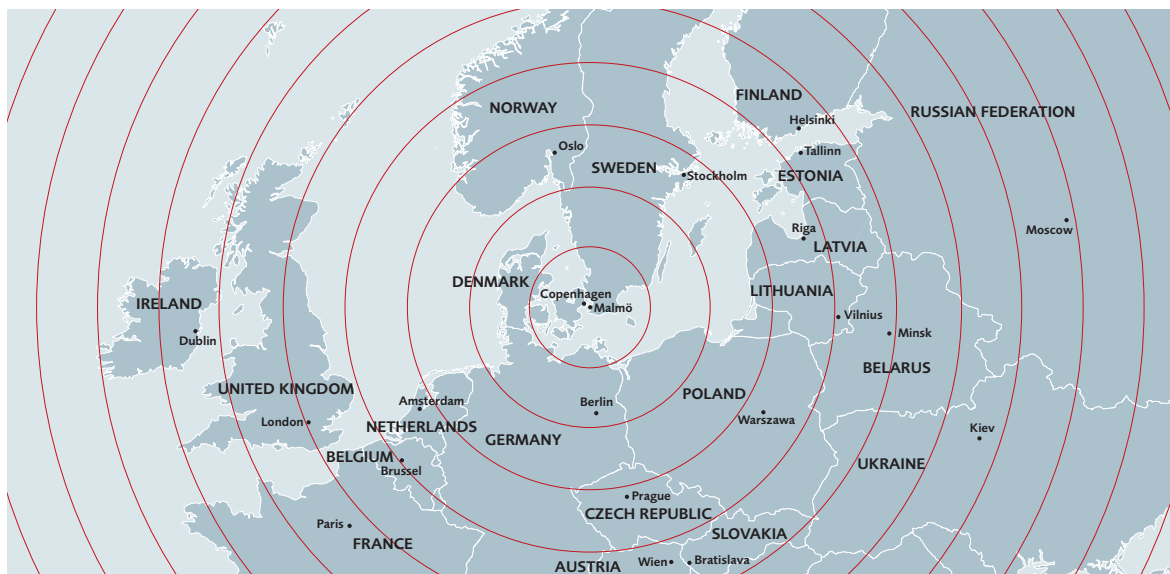 FINLAND
NORWAY
RUSSIAN FEDERATION
Helsinki
Oslo
Tallinn
SWEDEN
Stockholm
ESTONIA
Riga
Moscow
LATVIA
DENMARK
LITHUANIA
Copenhagen
IRELAND
Malmö
Vilnius
Minsk
Dublin
BELARUS
UNITED KINGDOM
POLAND
Amsterdam
Berlin
London
Warszawa
NETHERLANDS
Kiev
GERMANY
BELGIUM
UKRAINE
Brussel
Prague
CZECH REPUBLIC
Paris
SLOVAKIA
FRANCE
Wien
Bratislava
AUSTRIA